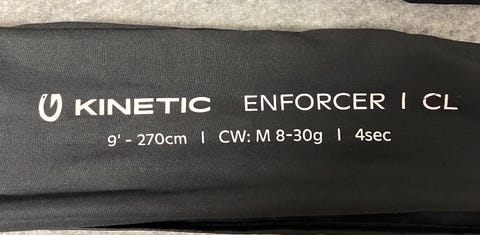 KINETIC ENFORCER | CL
9' - 270cm | CW: M 8-30g | 4sec